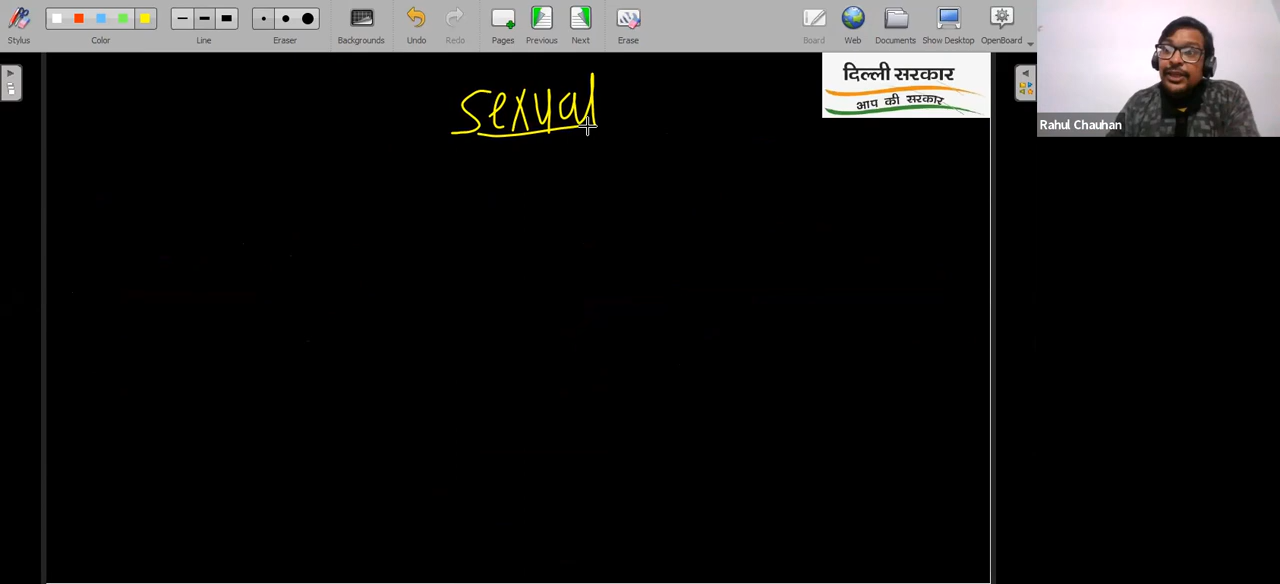 Stylus
Color
Line
Eraser
Backgrounds
Undo
Redo
Pages
Previous
Next
Erase
Board
Web
Documents
Show Desktop
OpenBoard
sexual
दिल्ली सरकार
आप की सरकार
Rahul Chauhan